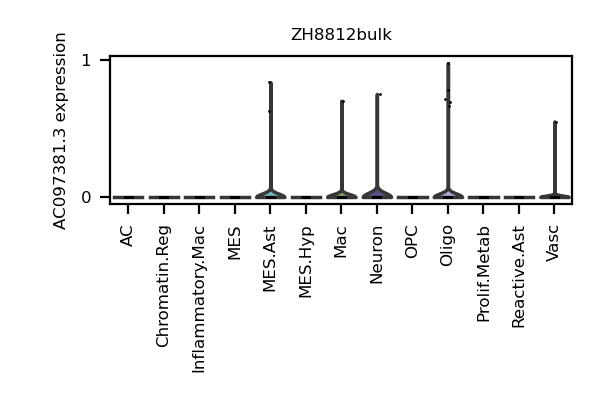 ZH8812bulk
AC097381.3 expression
1
0
AC
Chromatin.Reg
Inflammatory.Mac
MES
MES.Ast
MES.Hyp
Mac
Neuron
OPC
Oligo
Prolif.Metab
Reactive.Ast
Vasc